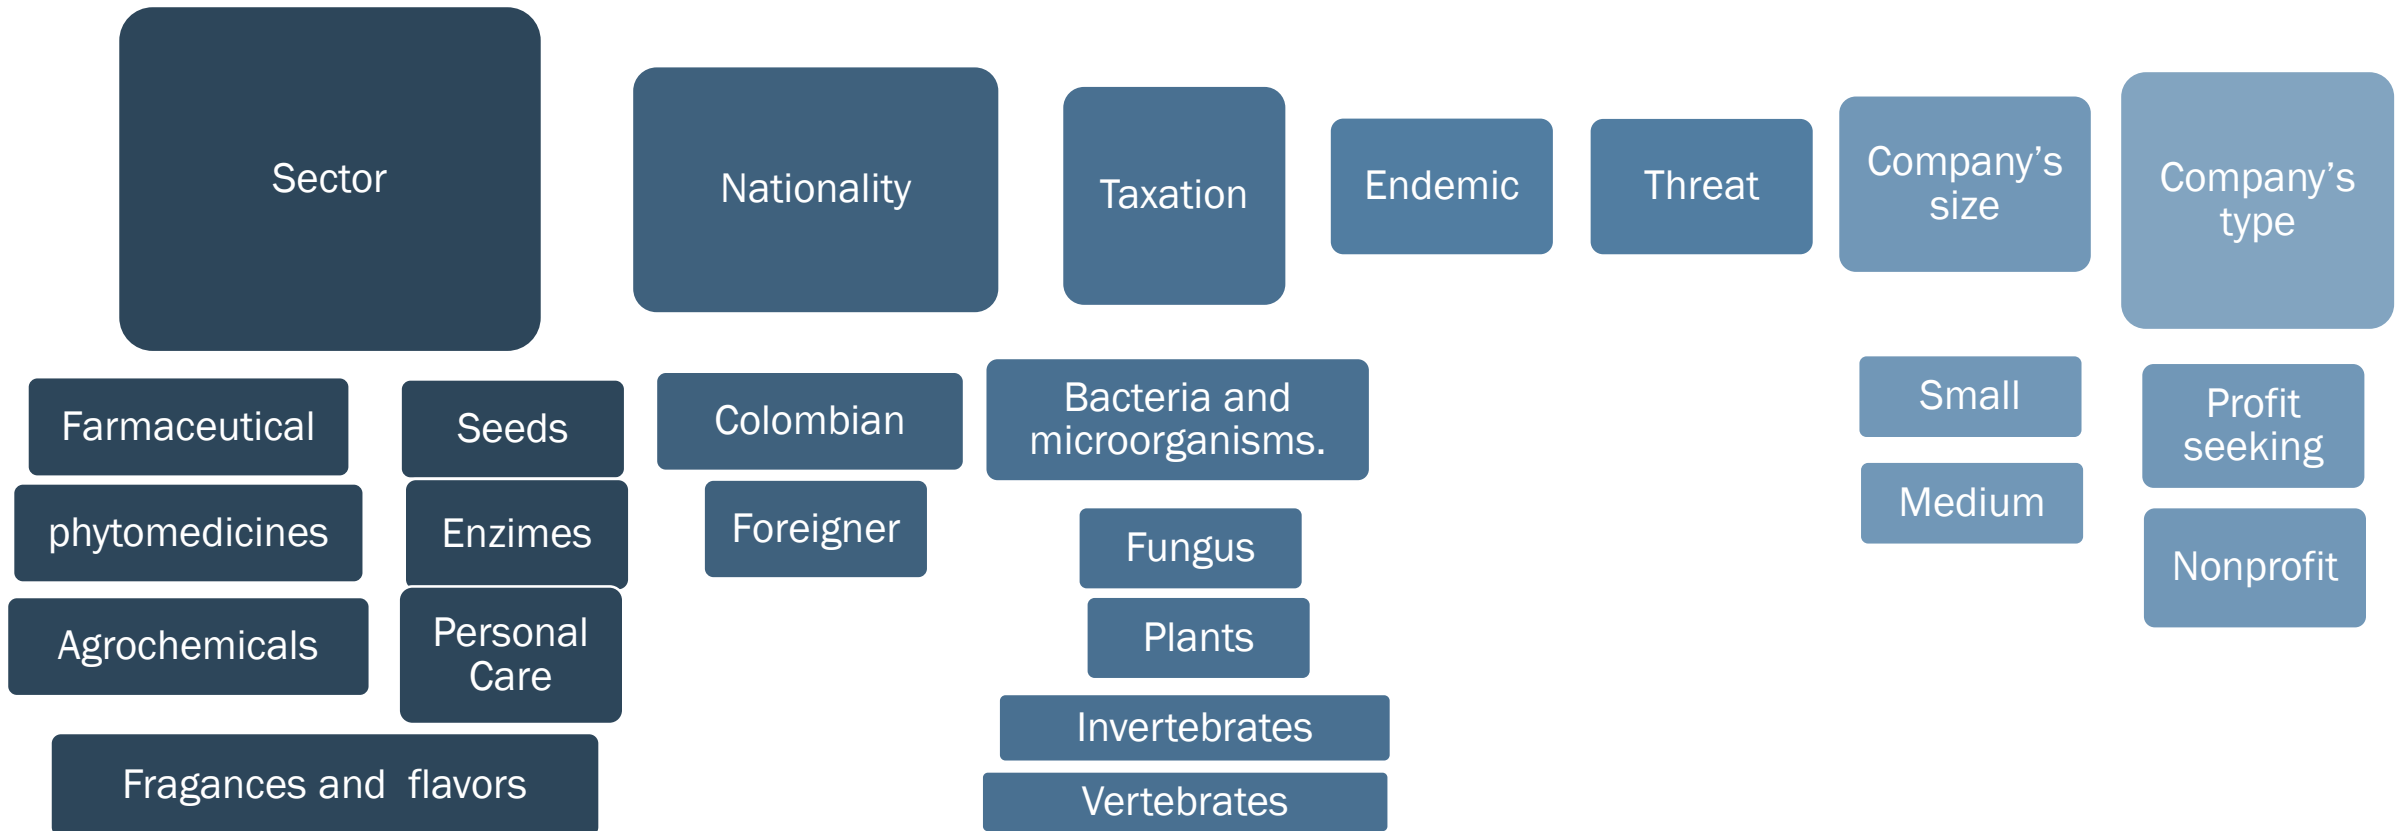 Sector
Nationality
Taxation
Endemic
Threat
Company’s
size
Company’s
type
Farmaceutical
Seeds
phytomedicines
Enzimes
Agrochemicals
Personal
Care
Fragances and  flavors
Colombian
Foreigner
Bacteria and
microorganisms.
Fungus
Plants
Invertebrates
Vertebrates
Small
Medium
Profit
seeking
Nonprofit